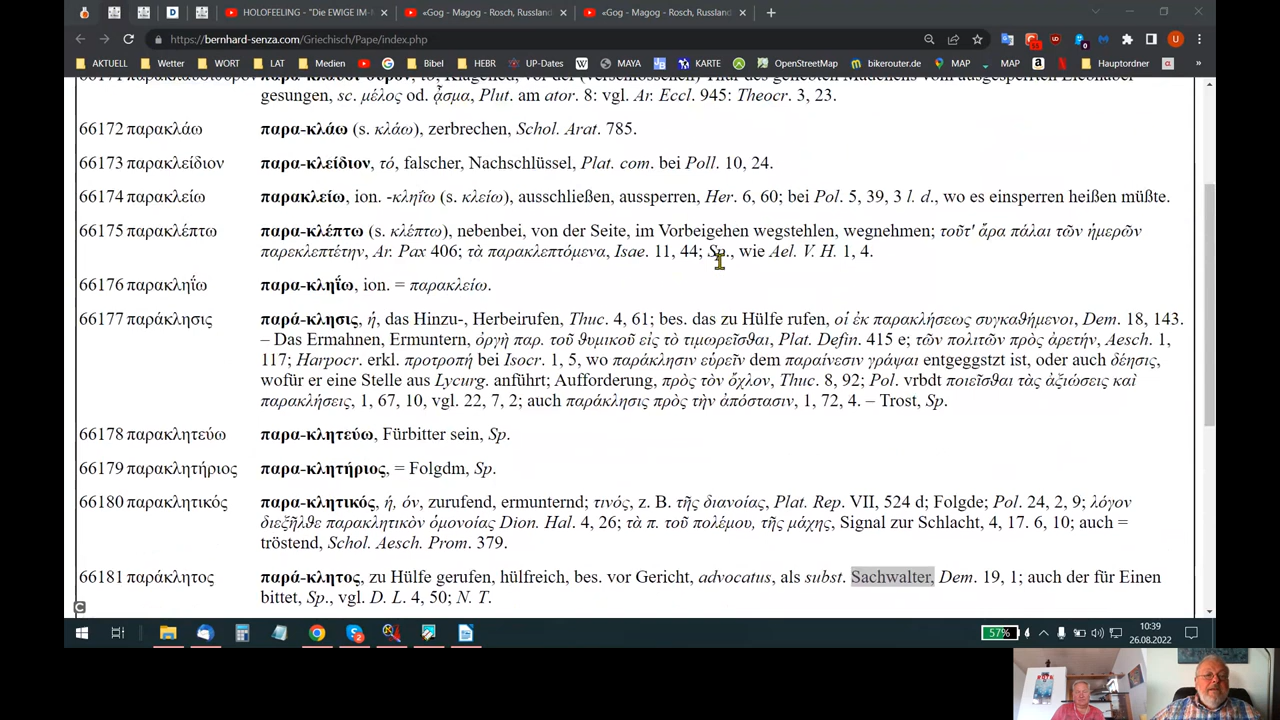 HOLOFEELING - "Die EWIGE IM-
«Gog - Magog - Rosch, Russland
«Gog - Magog - Rosch, Russland
https://bernhard-senza.com/Griechisch/Pape/index.php
AKTUELL Wetter WORT LAT Medien Bibel HEBR UP-Dates MAYA KARTE OpenStreetMap bikerouter.de MAP MAP Hauptordner
gesungen, sc. μέλος od. ᾆσμα, Plut. am ator. 8: vgl. Ar. Eccl. 945: Theocr. 3, 23.
66172 παρακλάω παρα-κλάω (s. κλάω), zerbrechen, Schol. Arat. 785.
66173 παρακλείδιον παρα-κλείδιον, τό, falscher, Nachschlüssel, Plat. com. bei Poll. 10, 24.
66174 παρακλείω παρακλείω, ion. -κληΐω (s. κλείω), ausschließen, aussperren, Her. 6, 60; bei Pol. 5, 39, 3 l. d., wo es einsperren heißen müßte.
66175 παρακλέπτω παρα-κλέπτω (s. κλέπτω), nebenbei, von der Seite, im Vorbeigehen wegstehlen, wegnehmen; τοῦτ' ἄρα πάλαι τῶν ἡμερῶν
παρεκλεπτέτην, Ar. Pax 406; τὰ παρακλεπτόμενα, Isae. 11, 44; Sp., wie Ael. V. H. 1, 4.
66176 παρακληΐω παρα-κληΐω, ion. = παρακλείω.
66177 παράκλησις παρά-κλησις, ἡ, das Hinzu-, Herbeirufen, Thuc. 4, 61; bes. das zu Hülfe rufen, οἱ ἐκ παρακλήσεως συγκαθήμενοι, Dem. 18, 143.
– Das Ermahnen, Ermuntern, ὀργὴ παρ. τοῦ θυμικοῦ εἰς τὸ τιμωρεῖσθαι, Plat. Defin. 415 e; τῶν πολιτῶν πρὸς ἀρετήν, Aesch. 1,
117; Harpocr. erkl. προτροπή bei Isocr. 1, 5, wo παράκλησιν εὑρεῖν dem παραίνεσιν γράψαι entgeggstzt ist, oder auch δέησις,
wofür er eine Stelle aus Lycurg. anführt; Aufforderung, πρὸς τὸν ὄχλον, Thuc. 8, 92; Pol. vrbdt ποιεῖσθαι τὰς ἀξιώσεις καὶ
παρακλήσεις, 1, 67, 10, vgl. 22, 7, 2; auch παράκλησις πρὸς τὴν ἀπόστασιν, 1, 72, 4. – Trost, Sp.
66178 παρακλητεύω παρα-κλητεύω, Fürbitter sein, Sp.
66179 παρακλητήριος παρα-κλητήριος, = Folgdm, Sp.
66180 παρακλητικός παρα-κλητικός, ή, όν, zurufend, ermunternd; τινός, z. B. τῆς διανοίας, Plat. Rep. VII, 524 d; Folgde; Pol. 24, 2, 9; λόγον
διεξῆλθε παρακλητικὸν ὁμονοίας Dion. Hal. 4, 26; τὰ π. τοῦ πολέμου, τῆς μάχης, Signal zur Schlacht, 4, 17. 6, 10; auch =
tröstend, Schol. Aesch. Prom. 379.
66181 παράκλητος παρά-κλητος, zu Hülfe gerufen, hülfreich, bes. vor Gericht, advocatus, als subst. Sachwalter, Dem. 19, 1; auch der für Einen
bittet, Sp., vgl. D. L. 4, 50; N. T.
57%
10:39
26.08.2022